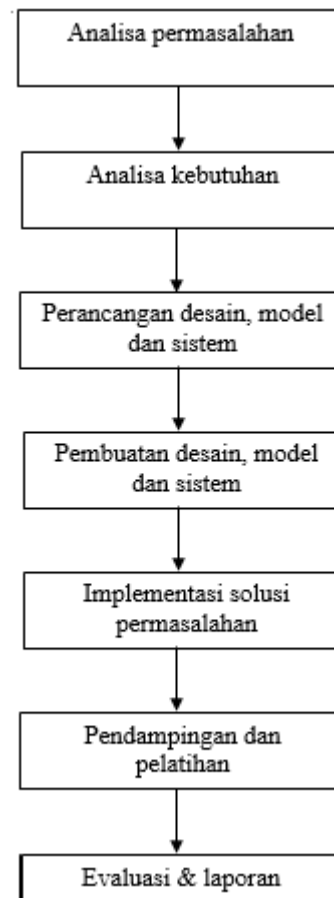 Analisa permasalahan
Analisa kebutuhan
Perancangan desain, model
dan sistem
Pembuatan desain, model
dan sistem
Implementasi solusi
permasalahan
Pendampingan dan
pelatihan
Evaluasi & laporan